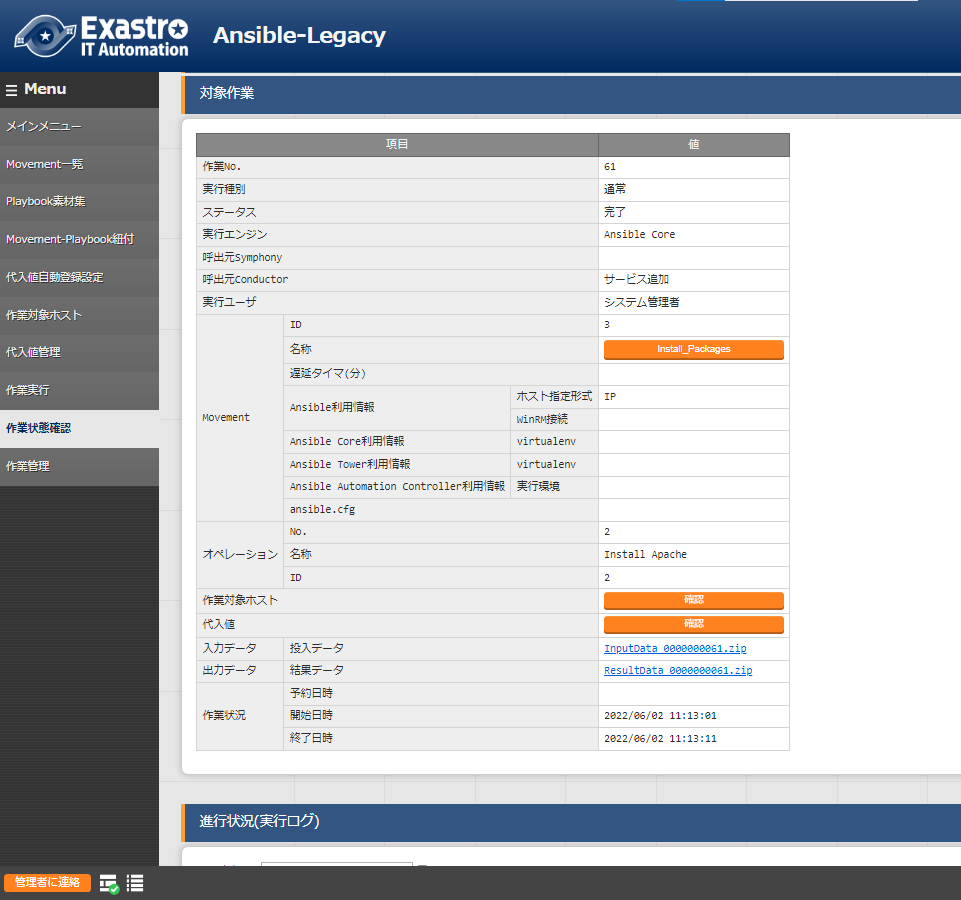 Exastro
IT Automation
Ansible-Legacy
Menu
メインメニュー
Movement一覧
Playbook素材集
Movement-Playbook紐付
代入値自動登録設定
作業対象ホスト
代入値管理
作業実行
作業状態確認
作業管理
対象作業
項目 値
作業No. 61
実行種別 通常
ステータス 完了
実行エンジン Ansible Core
呼出元Symphony
呼出元Conductor サービス追加
実行ユーザ システム管理者
Movement
ID 3
名称 Install_Packages
遅延タイマ(分)
Ansible利用情報
ホスト指定形式 IP
WinRM接続
Ansible Core利用情報 virtualenv
Ansible Tower利用情報 virtualenv
Ansible Automation Controller利用情報 実行環境
ansible.cfg
オペレーション
No. 2
名称 Install Apache
ID 2
作業対象ホスト 確認
代入値 確認
入力データ 投入データ InputData_0000000061.zip
出力データ 結果データ ResultData_0000000061.zip
作業状況
予約日時
開始日時 2022/06/02 11:13:01
終了日時 2022/06/02 11:13:11
進行状況(実行ログ)
管理者に連絡